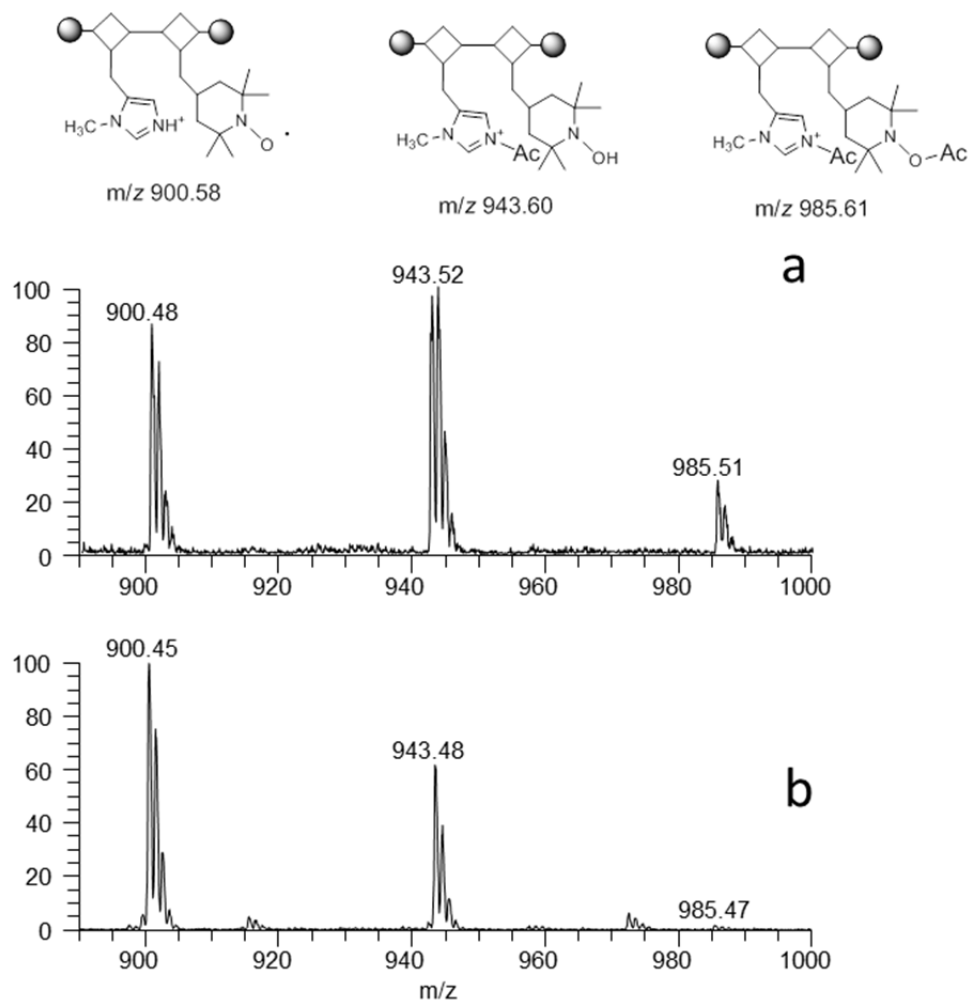 H₃C N NH⁺ N O ·
m/z 900.58
H₃C N N⁺ Ac N OH
m/z 943.60
H₃C N N⁺ Ac N O Ac
m/z 985.61
a
100
80
60
40
20
0
900.48
943.52
985.51
900 920 940 960 980 1000
b
100
80
60
40
20
0
900.45
943.48
985.47
900 920 940 960 980 1000
m/z